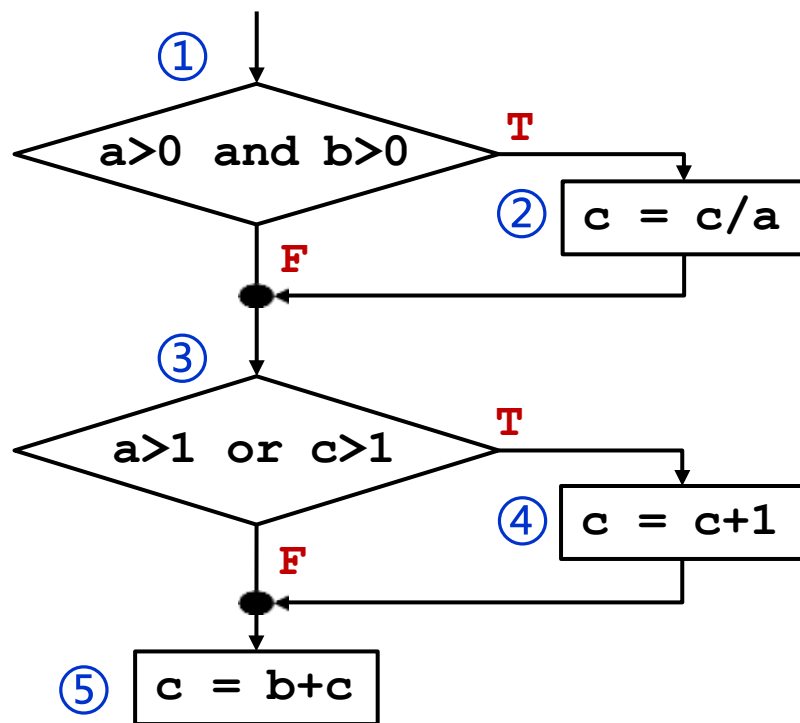 ①
a>0 and b>0
T
② c = c/a
F
③
a>1 or c>1
T
④ c = c+1
F
⑤ c = b+c